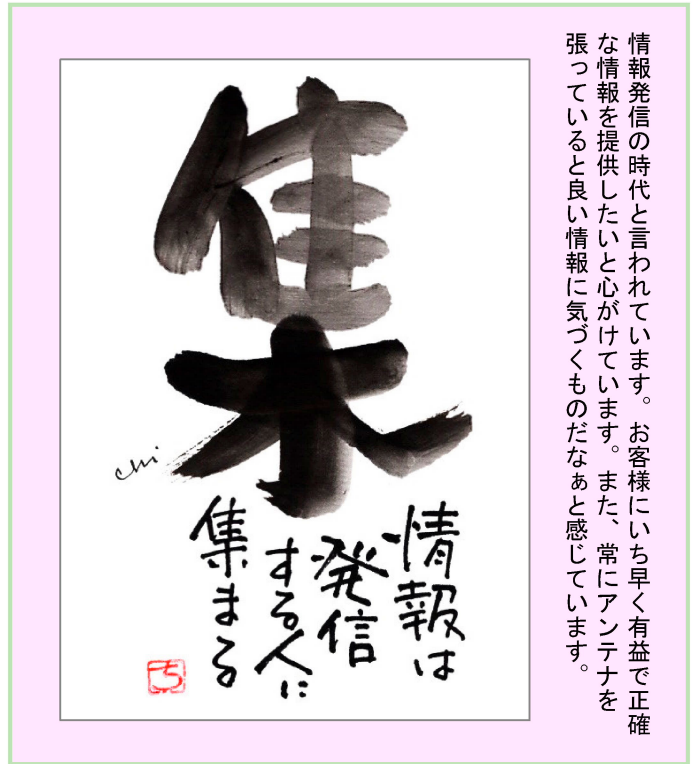 情報発信の時代と言われています。お客様にいち早く有益で正確
な情報を提供したいと心がけています。また、常にアンテナを
張っていると良い情報に気づくものだなぁと感じています。
集
chi
情報は
発信
する人に
集まる
ち